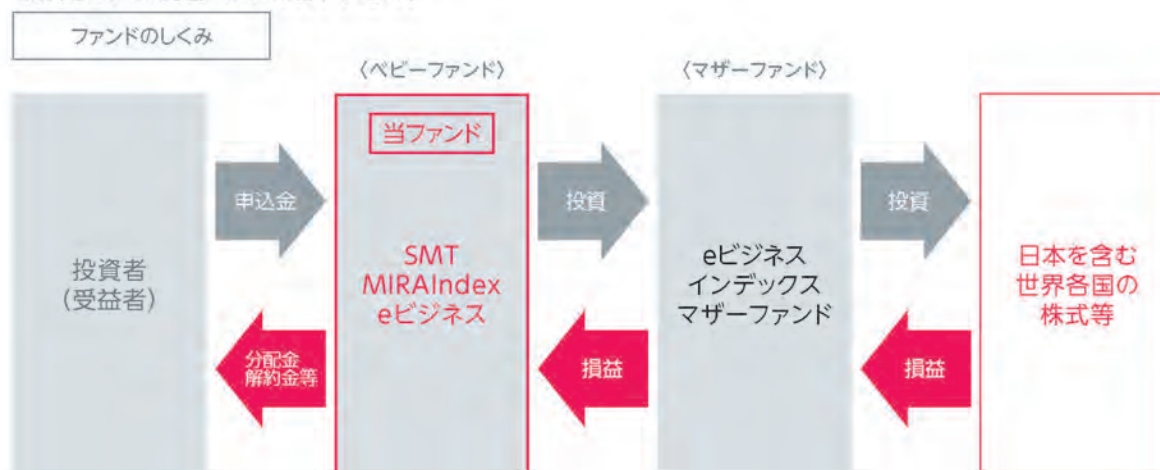 ファンドのしくみ
〈ベビーファンド〉
〈マザーファンド〉
当ファンド
申込金
投資
投資
投資者
(受益者)
SMT
MIRAIndex
eビジネス
eビジネス
インデックス
マザーファンド
日本を含む
世界各国の
株式等
分配金
解約金等
損益
損益